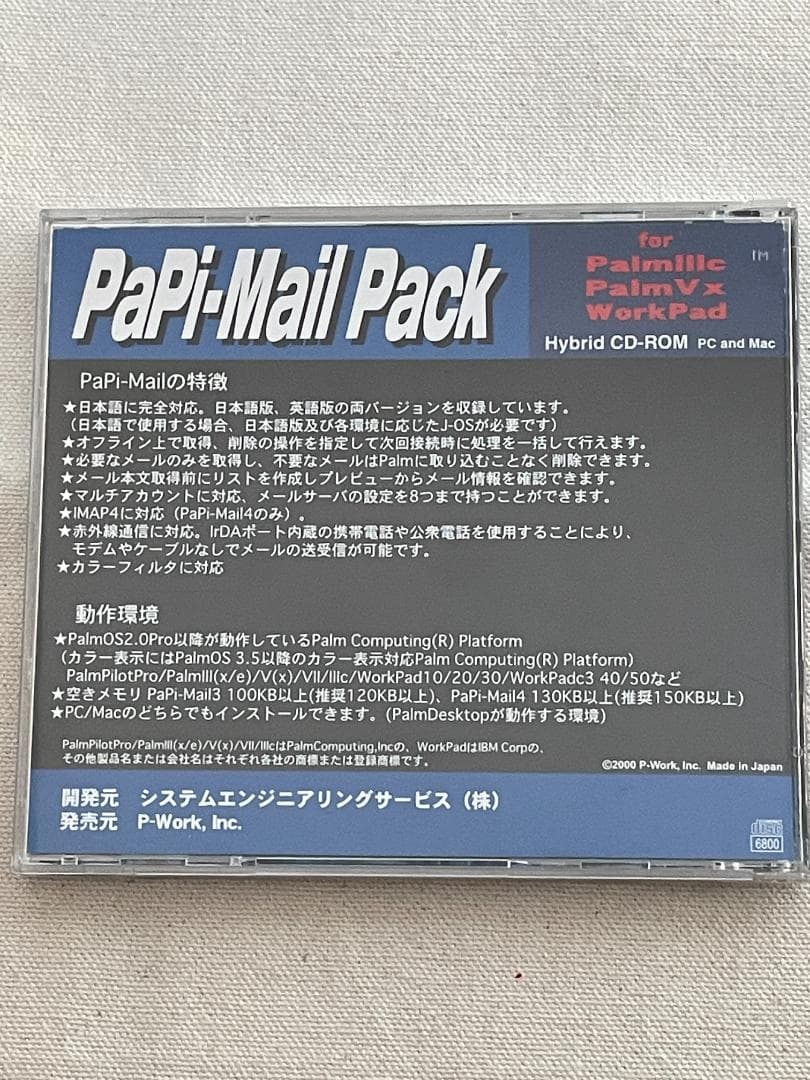 PaPi-Mail Pack
for
PalmIIIc
PalmVx
WorkPad
TM
Hybrid CD-ROM PC and Mac
PaPi-Mailの特徴
★日本語に完全対応。日本語版、英語版の両バージョンを収録しています。
（日本語で使用する場合、日本語版及び各環境に応じたJ-OSが必要です）
★オフライン上で取得、削除の操作を指定して次回接続時に処理を一括して行えます。
★必要なメールのみを取得し、不要なメールはPalmに取り込むことなく削除できます。
★メール本文取得前にリストを作成しプレビューからメール情報を確認できます。
★マルチアカウントに対応、メールサーバの設定を8つまで持つことができます。
★IMAP4に対応（PaPi-Mail4のみ）。
★赤外線通信に対応。IrDAポート内蔵の携帯電話や公衆電話を使用することにより、
モデムやケーブルなしでメールの送受信が可能です。
★カラーフィルタに対応
動作環境
★PalmOS2.0Pro以降が動作しているPalm Computing(R) Platform
（カラー表示にはPalmOS 3.5以降のカラー表示対応Palm Computing(R) Platform）
PalmPilotPro/PalmIII(x/e)/V(x)/VII/IIIc/WorkPad10/20/30/WorkPadc3 40/50など
★空きメモリ PaPi-Mail3 100KB以上(推奨120KB以上)、PaPi-Mail4 130KB以上(推奨150KB以上)
★PC/Macのどちらでもインストールできます。(PalmDesktopが動作する環境)
PalmPilotPro/PalmIII(x/e)/V(x)/VII/IIIcはPalmComputing,Incの、WorkPadはIBM Corpの、
その他製品名または会社名はそれぞれ各社の商標または登録商標です。
©2000 P-Work, Inc. Made in Japan
開発元 システムエンジニアリングサービス（株）
発売元 P-Work, Inc.
disc
6800